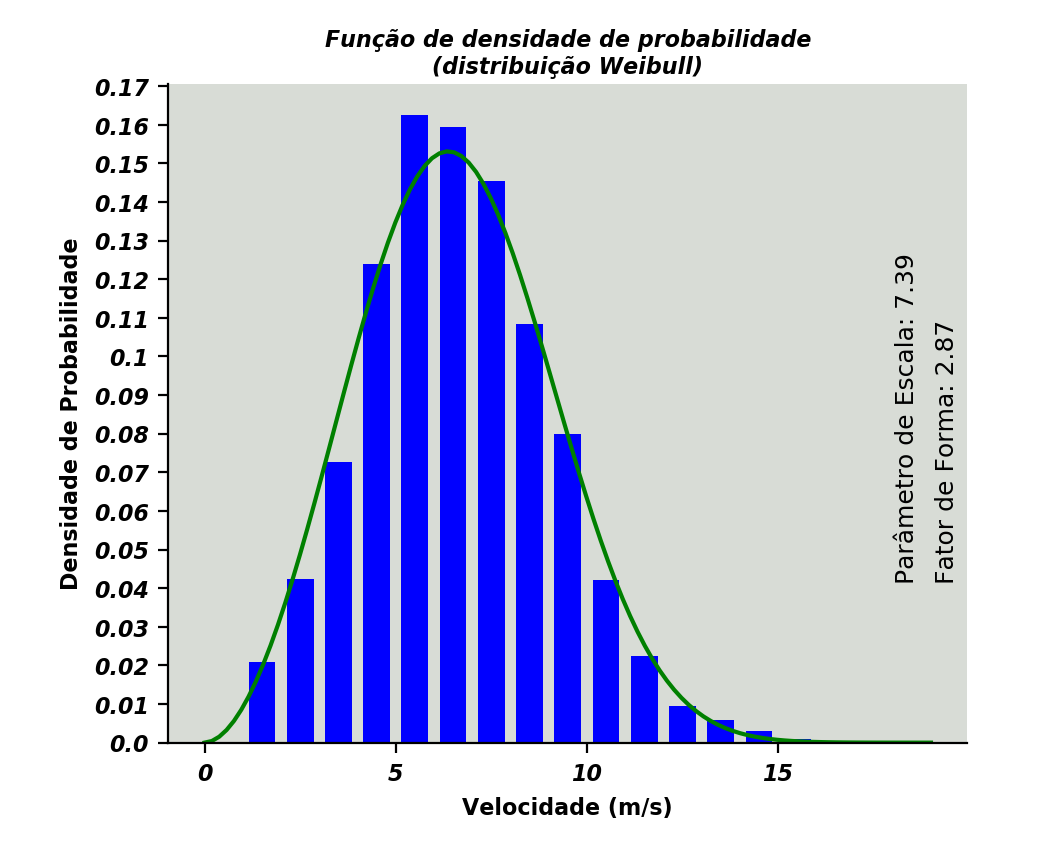 Função de densidade de probabilidade
(distribuição Weibull)
0.17
0.16
0.15
0.14
0.13
0.12
0.11
0.1
0.09
0.08
0.07
0.06
0.05
0.04
0.03
0.02
0.01
0.0
Densidade de Probabilidade
Parâmetro de Escala: 7.39
Fator de Forma: 2.87
0 5 10 15
Velocidade (m/s)